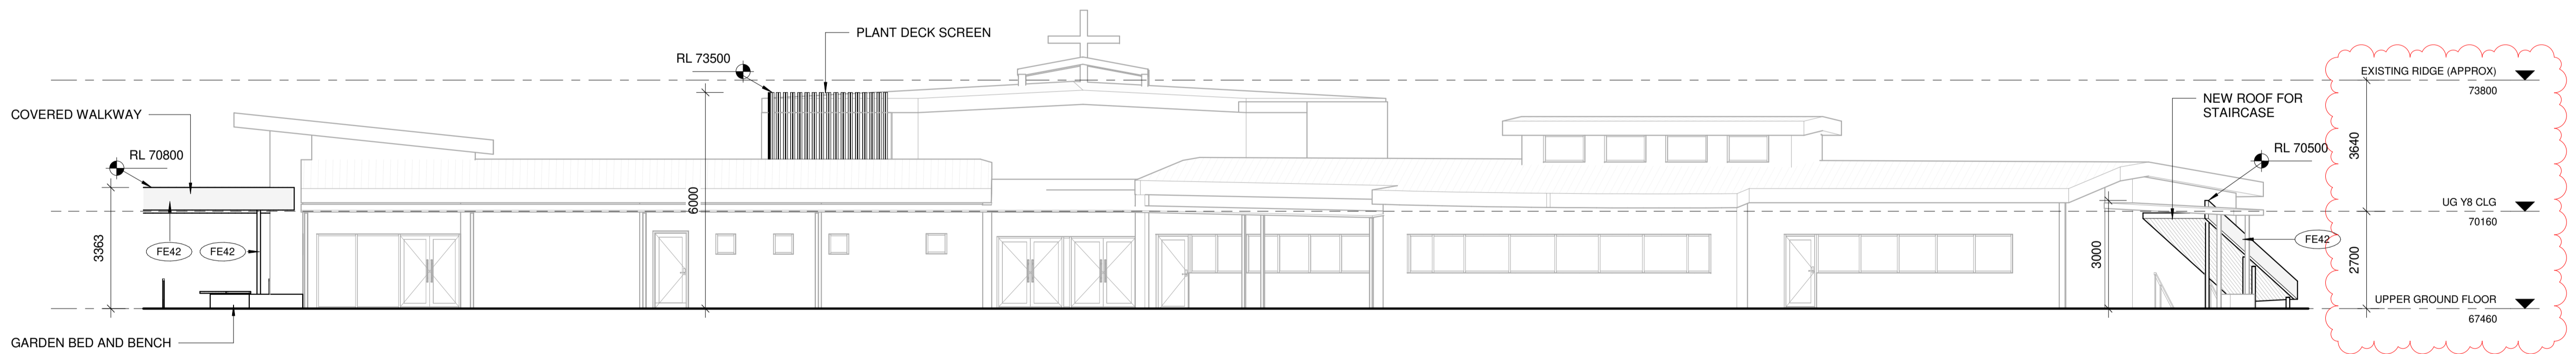 PLANT DECK SCREEN
RL 73500
EXISTING RIDGE (APPROX)
73800
NEW ROOF FOR
STAIRCASE
COVERED WALKWAY
RL 70800
RL 70500
3640
6000
UG Y8 CLG
70160
3363
FE42
FE42
3000
FE42
2700
UPPER GROUND FLOOR
67460
GARDEN BED AND BENCH